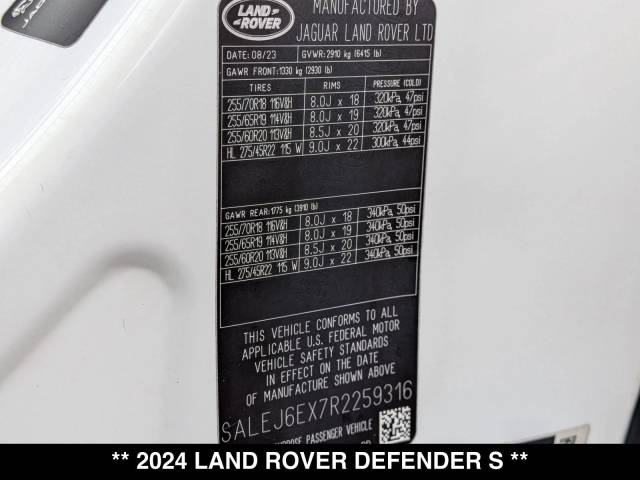 LAND ROVER
MANUFACTURED BY
JAGUAR LAND ROVER LTD
DATE: 08/23 GVWR: 2910 kg (6415 lb)
GAWR FRONT: 1330 kg (2930 lb)
TIRES RIMS PRESSURE (COLD)
255/70R18 116V&H 8.0J x 18 320kPa, 47psi
255/65R19 114V&H 8.0J x 19 320kPa, 47psi
255/60R20 113V&H 8.5J x 20 320kPa, 47psi
HL 275/45R22 115 W 9.0J x 22 300kPa, 44psi
GAWR REAR: 1775 kg (3910 lb)
255/70R18 116V&H 8.0J x 18 340kPa, 50psi
255/65R19 114V&H 8.0J x 19 340kPa, 50psi
255/60R20 113V&H 8.5J x 20 340kPa, 50psi
HL 275/45R22 115 W 9.0J x 22 340kPa, 50psi
THIS VEHICLE CONFORMS TO ALL
APPLICABLE U.S. FEDERAL MOTOR
VEHICLE SAFETY STANDARDS
IN EFFECT ON THE DATE
OF MANUFACTURE SHOWN ABOVE
SALEJ6EX7R2259316
PASSENGER VEHICLE
** 2024 LAND ROVER DEFENDER S **